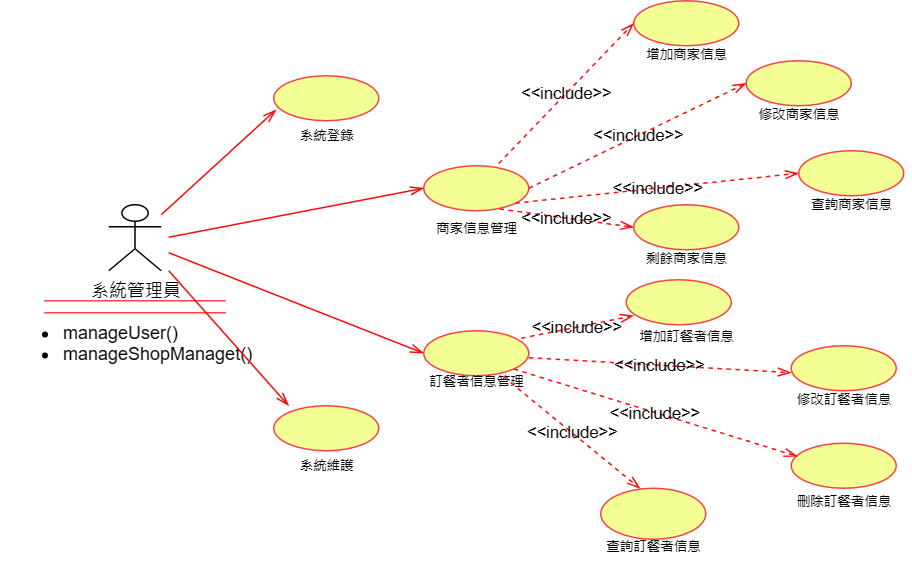 增加商家信息
<<include>>
修改商家信息
<<include>>
系統登錄
<<include>>
查詢商家信息
<<include>>
商家信息管理
剩餘商家信息
系統管理員
manageUser()
manageShopManaget()
<<include>>
增加訂餐者信息
<<include>>
訂餐者信息管理
修改訂餐者信息
<<include>>
<<include>>
系統維護
刪除訂餐者信息
查詢訂餐者信息